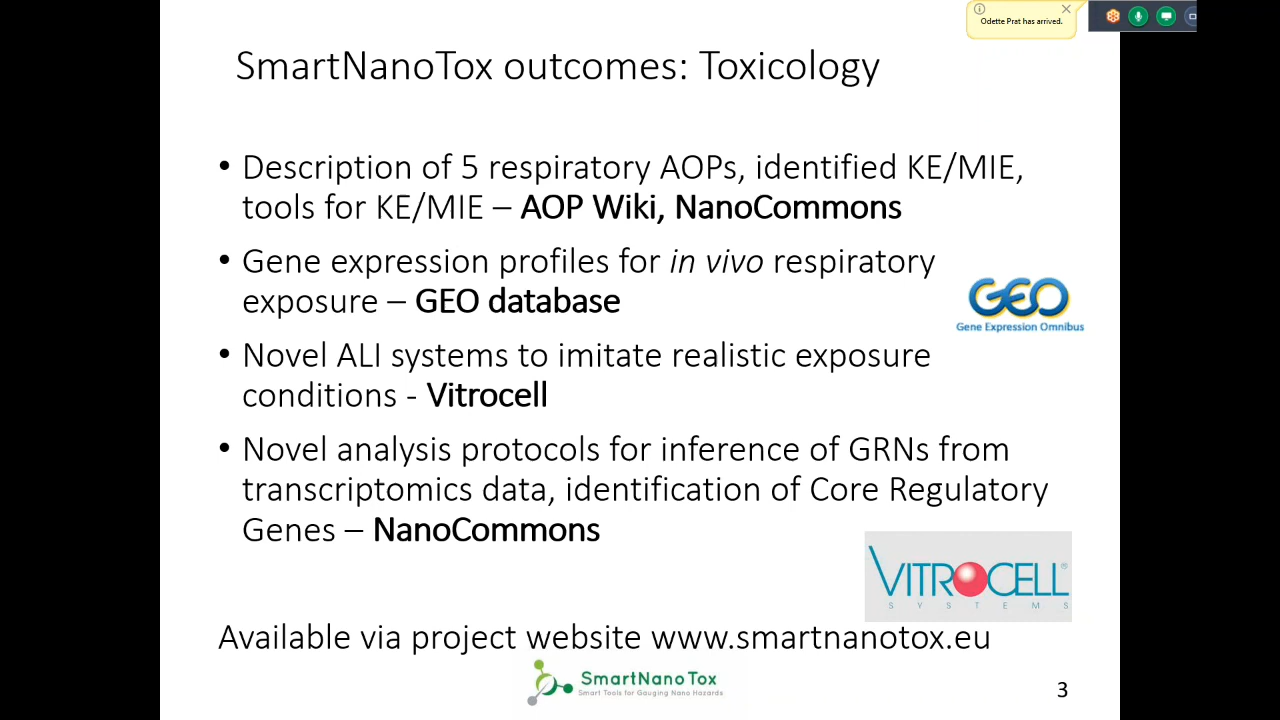 Odette Prat has arrived.
SmartNanoTox outcomes: Toxicology
• Description of 5 respiratory AOPs, identified KE/MIE,
tools for KE/MIE – AOP Wiki, NanoCommons
• Gene expression profiles for in vivo respiratory
exposure – GEO database
GEO
Gene Expression Omnibus
• Novel ALI systems to imitate realistic exposure
conditions - Vitrocell
• Novel analysis protocols for inference of GRNs from
transcriptomics data, identification of Core Regulatory
Genes – NanoCommons
VITROCELL®
SYSTEMS
Available via project website www.smartnanotox.eu
SmartNanoTox
Smart Tools for Gauging Nano Hazards
3